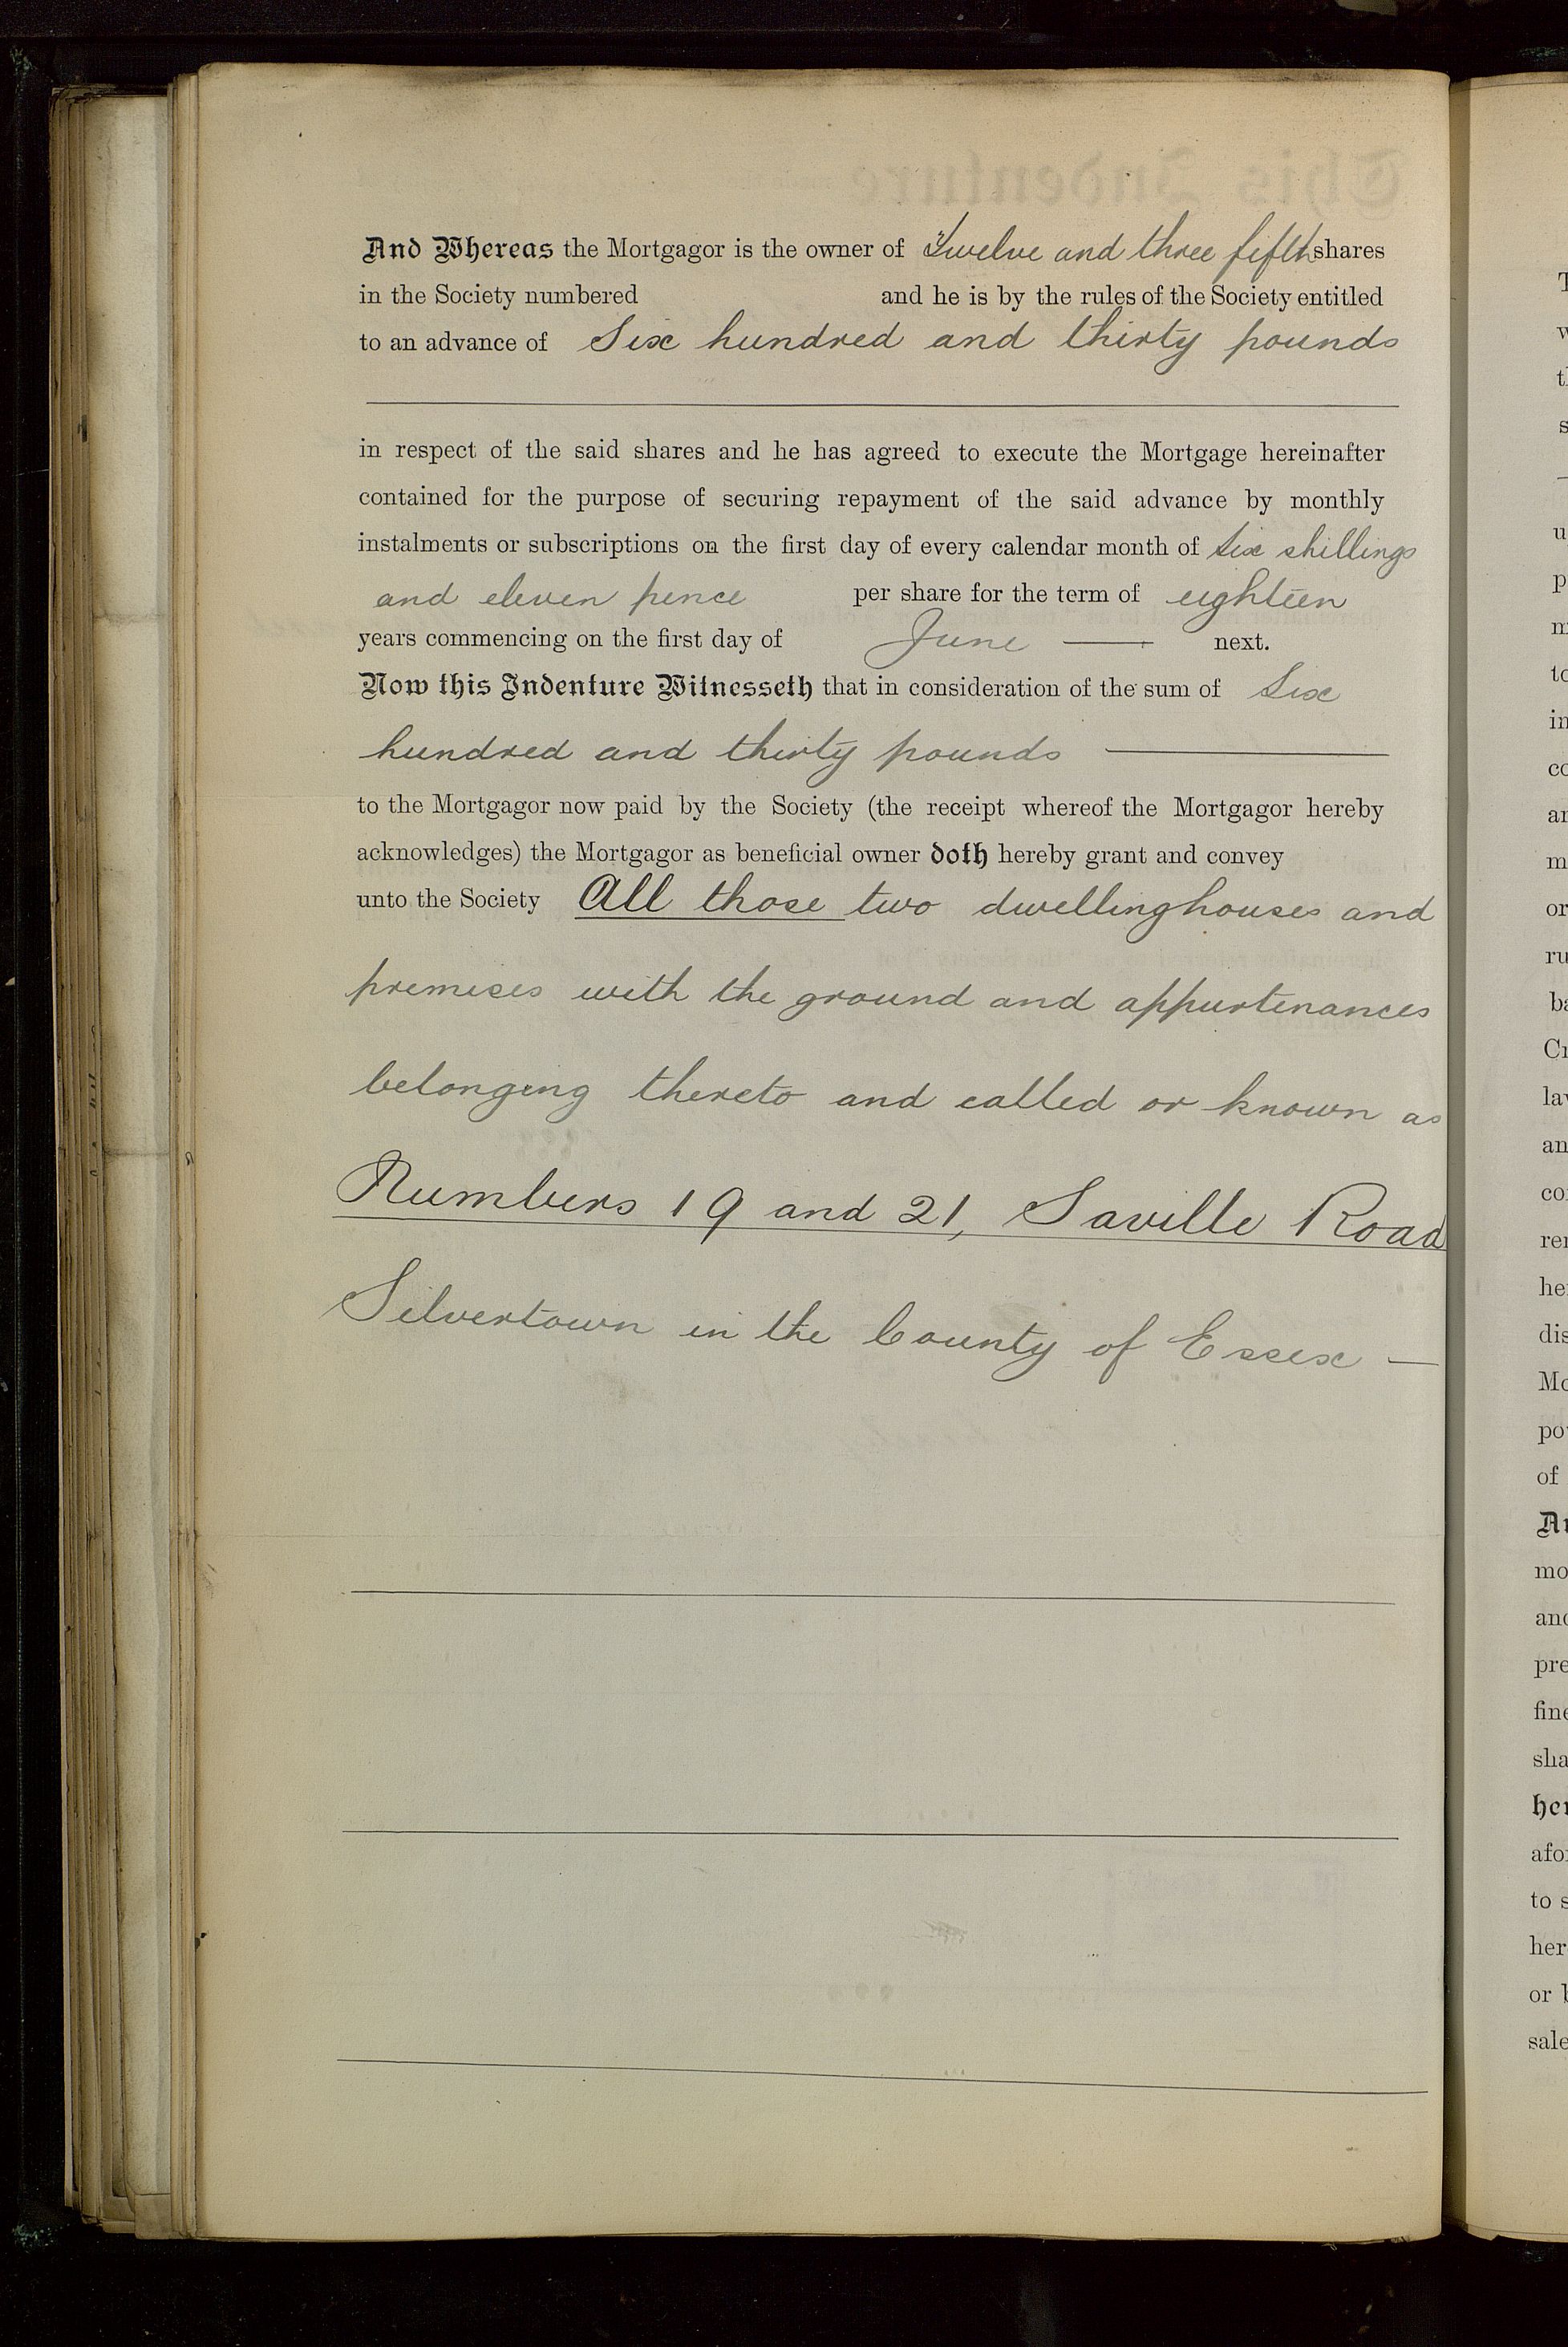 And Whereas the Mortgagor is the owner of Twelve and three fifth shares
in the Society numbered and he is by the rules of the Society entitled
to an advance of Six hundred and thirty pounds
in respect of the said shares and he has agreed to execute the Mortgage hereinafter
contained for the purpose of securing repayment of the said advance by monthly
instalments or subscriptions on the first day of every calendar month of six shillings
and eleven pence per share for the term of eighteen
years commencing on the first day of June — next.
Now this Indenture Witnesseth that in consideration of the sum of Six
hundred and thirty pounds —
to the Mortgagor now paid by the Society (the receipt whereof the Mortgagor hereby
acknowledges) the Mortgagor as beneficial owner doth hereby grant and convey
unto the Society All those two dwellinghouses and
premises with the ground and appurtenances
belonging thereto and called or known as
Numbers 19 and 21, Saville Road
Silvertown in the County of Essex —